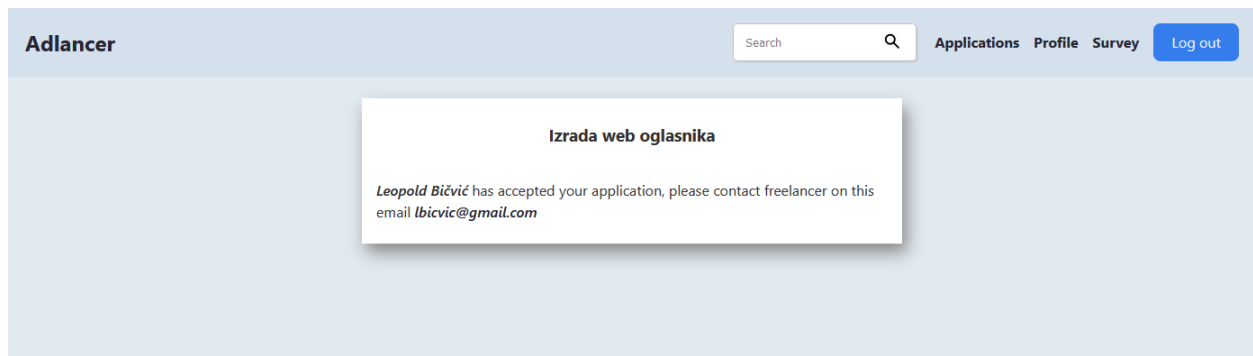 Adlancer
Search
Applications Profile Survey Log out
Izrada web oglasnika
Leopold Bičvić has accepted your application, please contact freelancer on this
email lbicvic@gmail.com